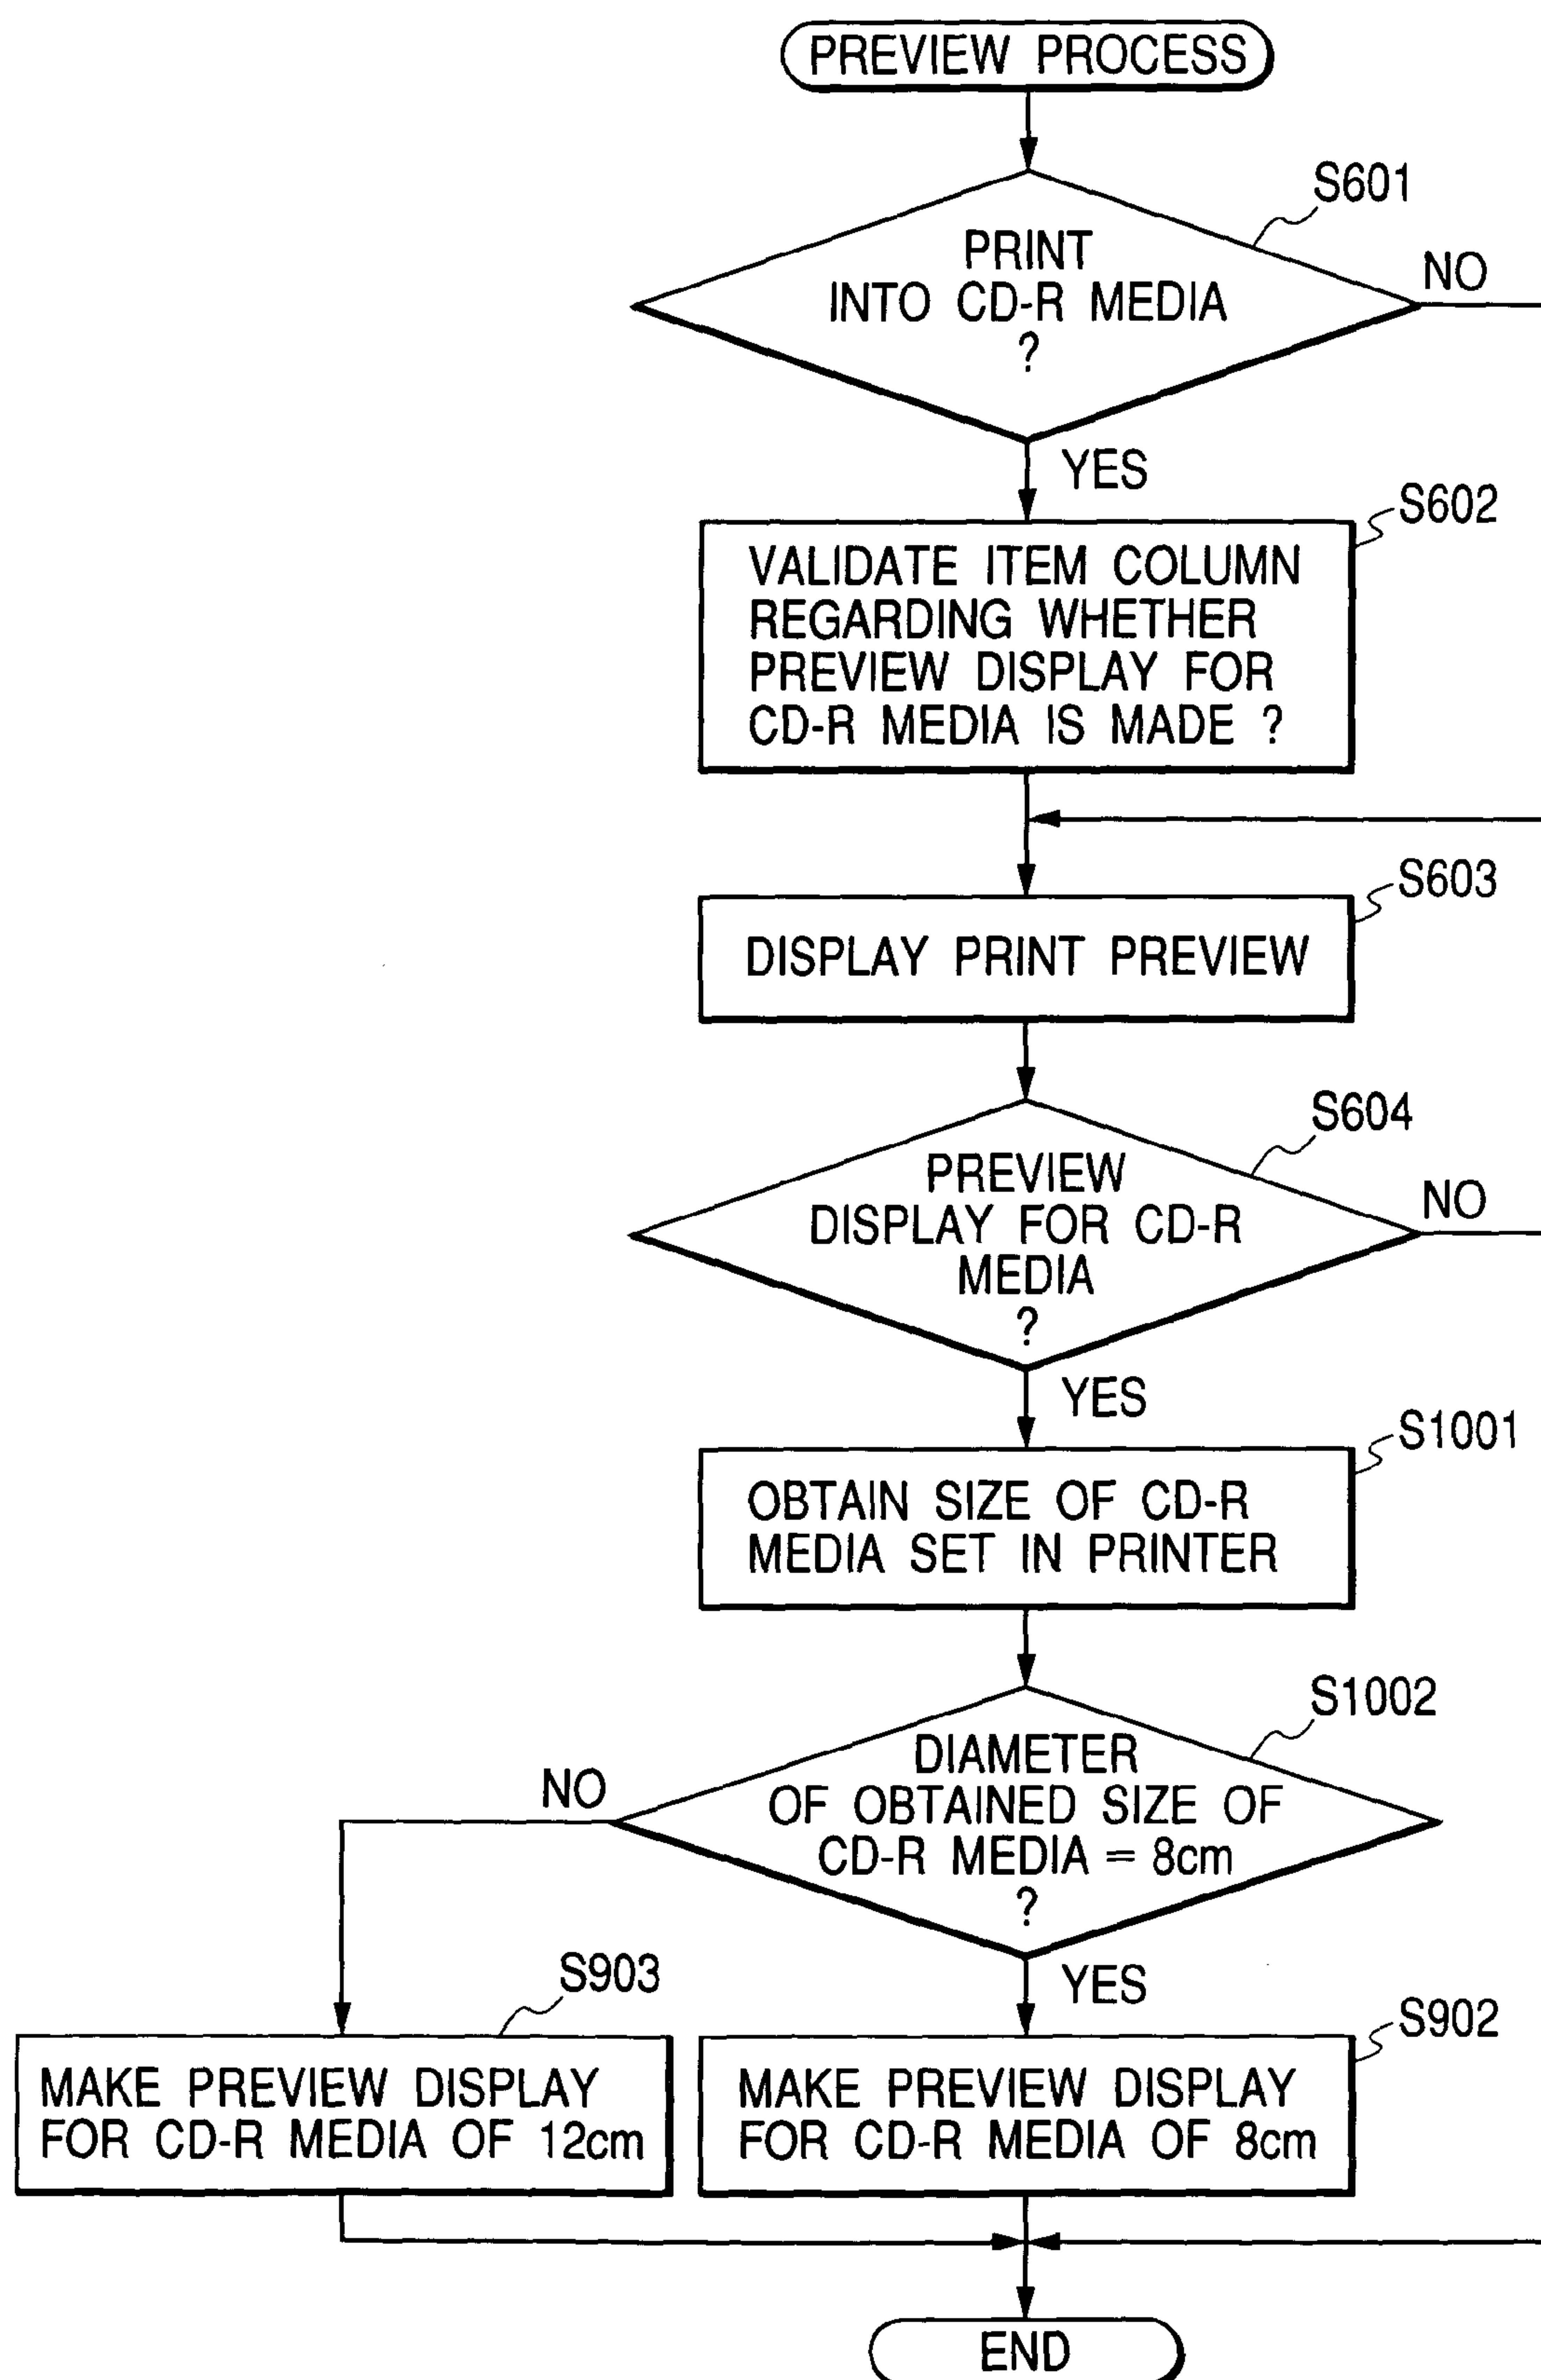 PREVIEW PROCESS
S601
PRINT
INTO CD-R MEDIA
?
NO
YES
S602
VALIDATE ITEM COLUMN
REGARDING WHETHER
PREVIEW DISPLAY FOR
CD-R MEDIA IS MADE ?
S603
DISPLAY PRINT PREVIEW
S604
PREVIEW
DISPLAY FOR CD-R
MEDIA
?
NO
YES
S1001
OBTAIN SIZE OF CD-R
MEDIA SET IN PRINTER
S1002
DIAMETER
OF OBTAINED SIZE OF
CD-R MEDIA = 8cm
?
NO
YES
S903
MAKE PREVIEW DISPLAY
FOR CD-R MEDIA OF 12cm
S902
MAKE PREVIEW DISPLAY
FOR CD-R MEDIA OF 8cm
END